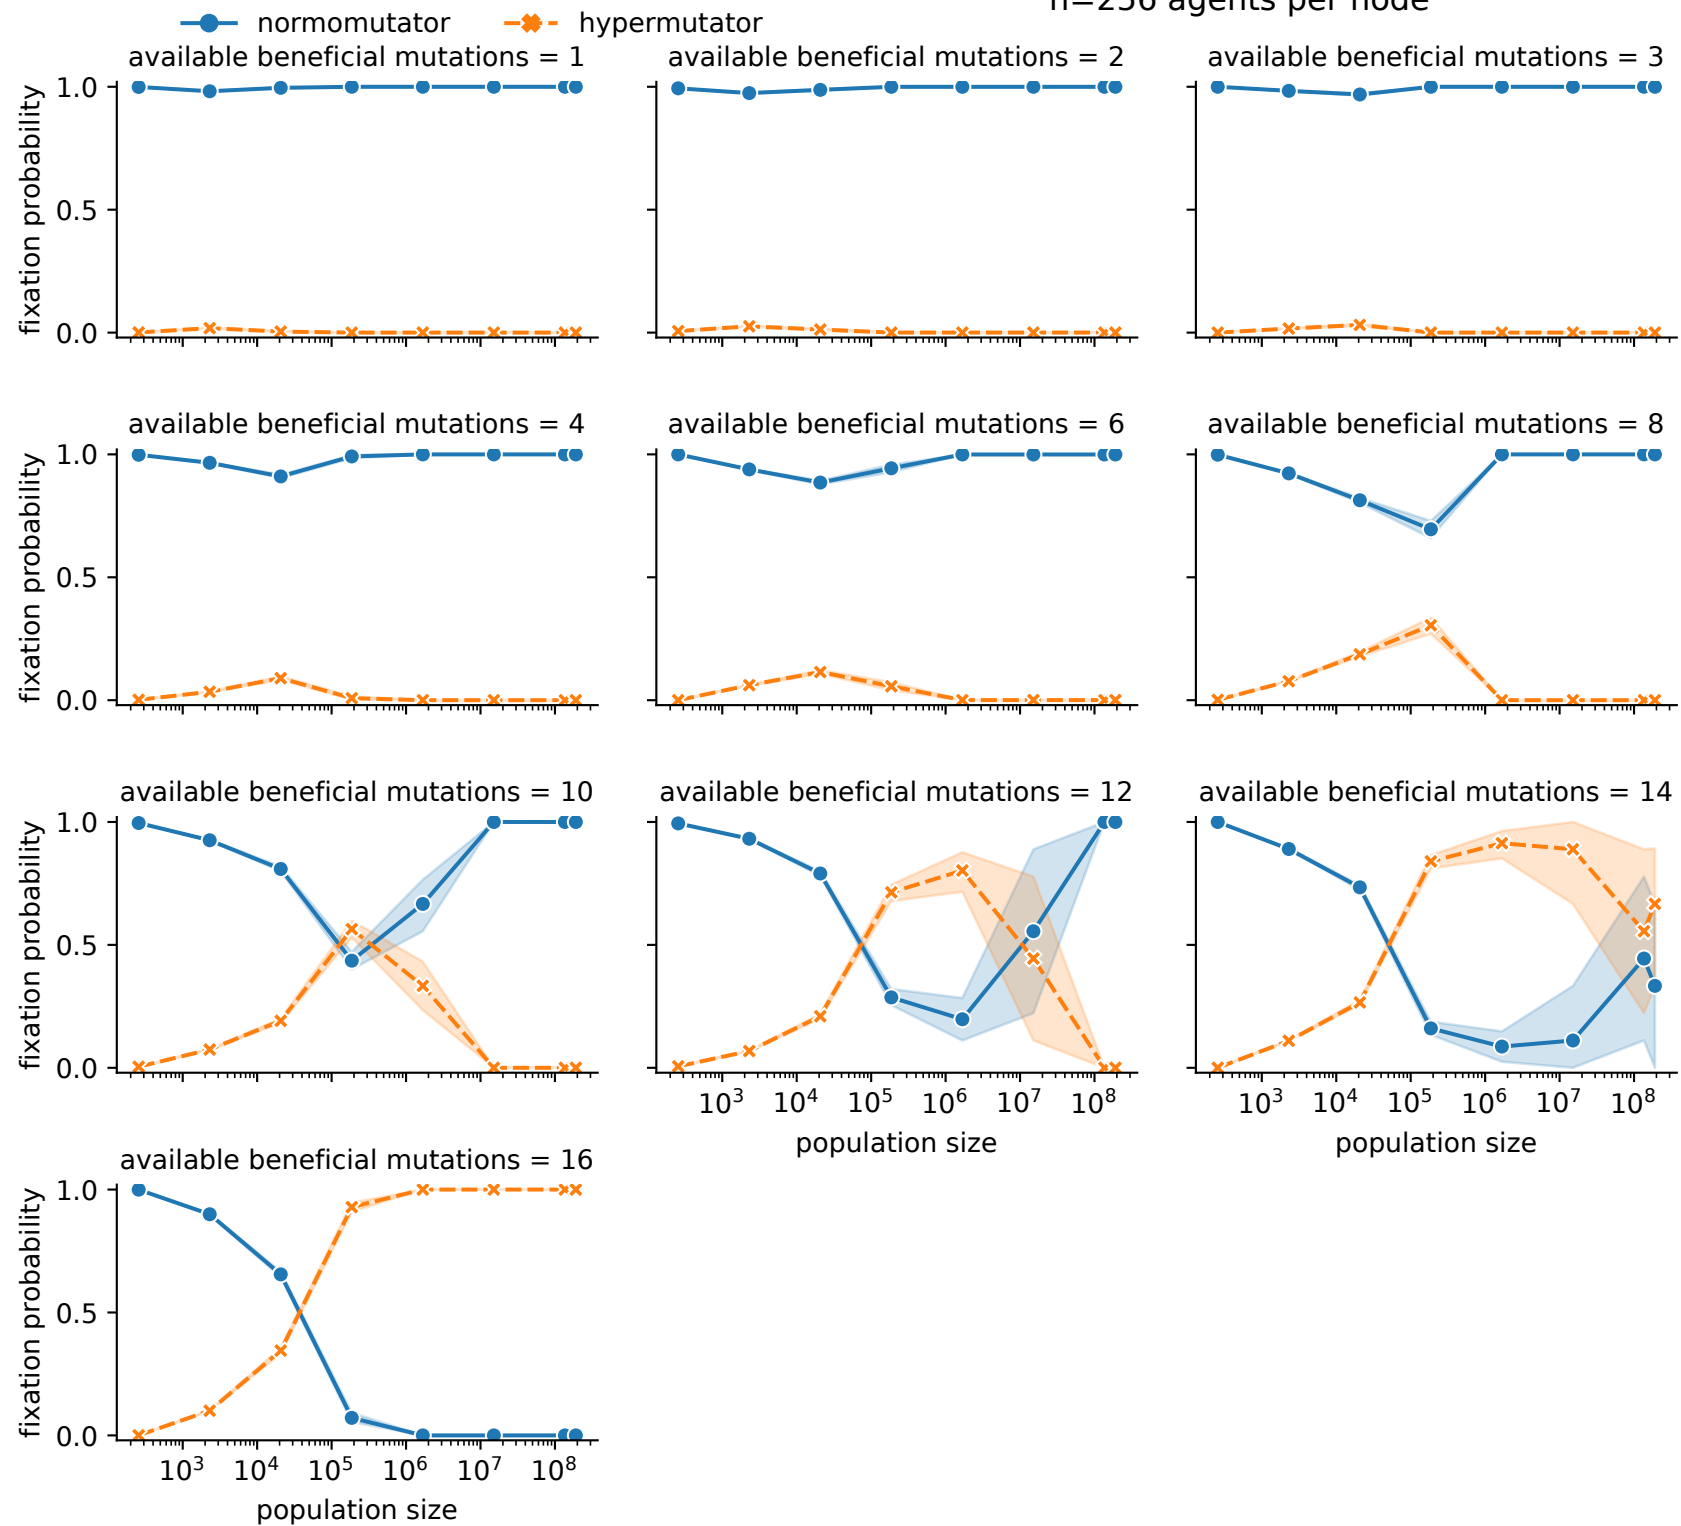 n=256 agents per node
normomutator hypermutator
available beneficial mutations = 1
available beneficial mutations = 2
available beneficial mutations = 3
fixation probability
1.0
0.5
0.0
available beneficial mutations = 4
available beneficial mutations = 6
available beneficial mutations = 8
fixation probability
1.0
0.5
0.0
available beneficial mutations = 10
available beneficial mutations = 12
available beneficial mutations = 14
fixation probability
1.0
0.5
0.0
10³ 10⁴ 10⁵ 10⁶ 10⁷ 10⁸
population size
10³ 10⁴ 10⁵ 10⁶ 10⁷ 10⁸
population size
available beneficial mutations = 16
fixation probability
1.0
0.5
0.0
10³ 10⁴ 10⁵ 10⁶ 10⁷ 10⁸
population size